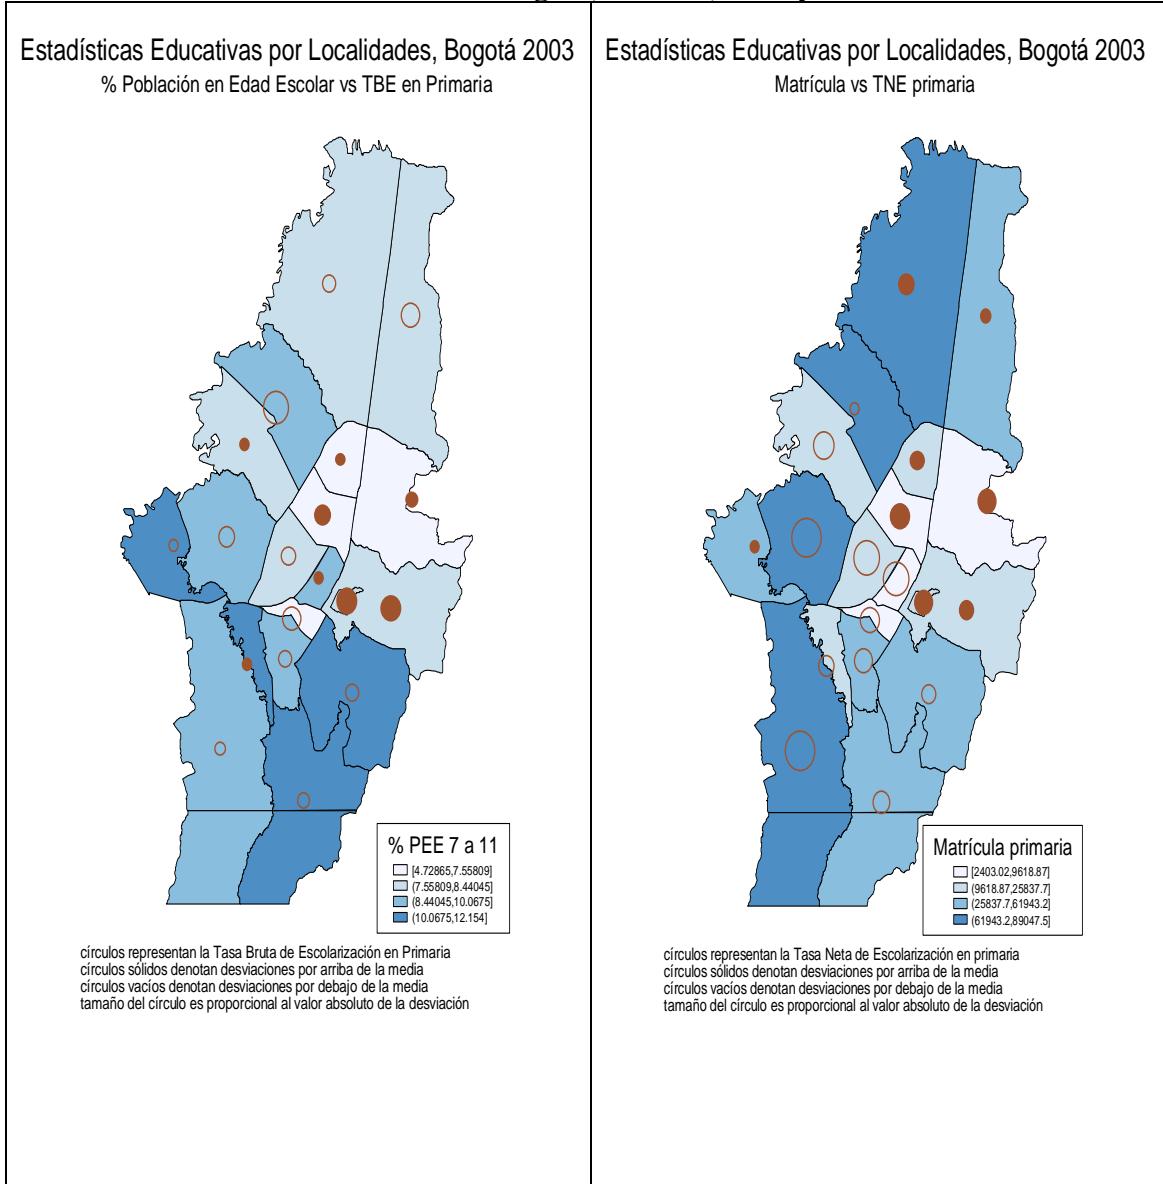 Estadísticas Educativas por Localidades, Bogotá 2003
% Población en Edad Escolar vs TBE en Primaria
% PEE 7 a 11
[4.72865,7.55809]
(7.55809,8.44045]
(8.44045,10.0675]
(10.0675,12.154]
círculos representan la Tasa Bruta de Escolarización en Primaria
círculos sólidos denotan desviaciones por arriba de la media
círculos vacíos denotan desviaciones por debajo de la media
tamaño del círculo es proporcional al valor absoluto de la desviación
Estadísticas Educativas por Localidades, Bogotá 2003
Matrícula vs TNE primaria
Matrícula primaria
[2403.02,9618.87]
(9618.87,25837.7]
(25837.7,61943.2]
(61943.2,89047.5]
círculos representan la Tasa Neta de Escolarización en primaria
círculos sólidos denotan desviaciones por arriba de la media
círculos vacíos denotan desviaciones por debajo de la media
tamaño del círculo es proporcional al valor absoluto de la desviación